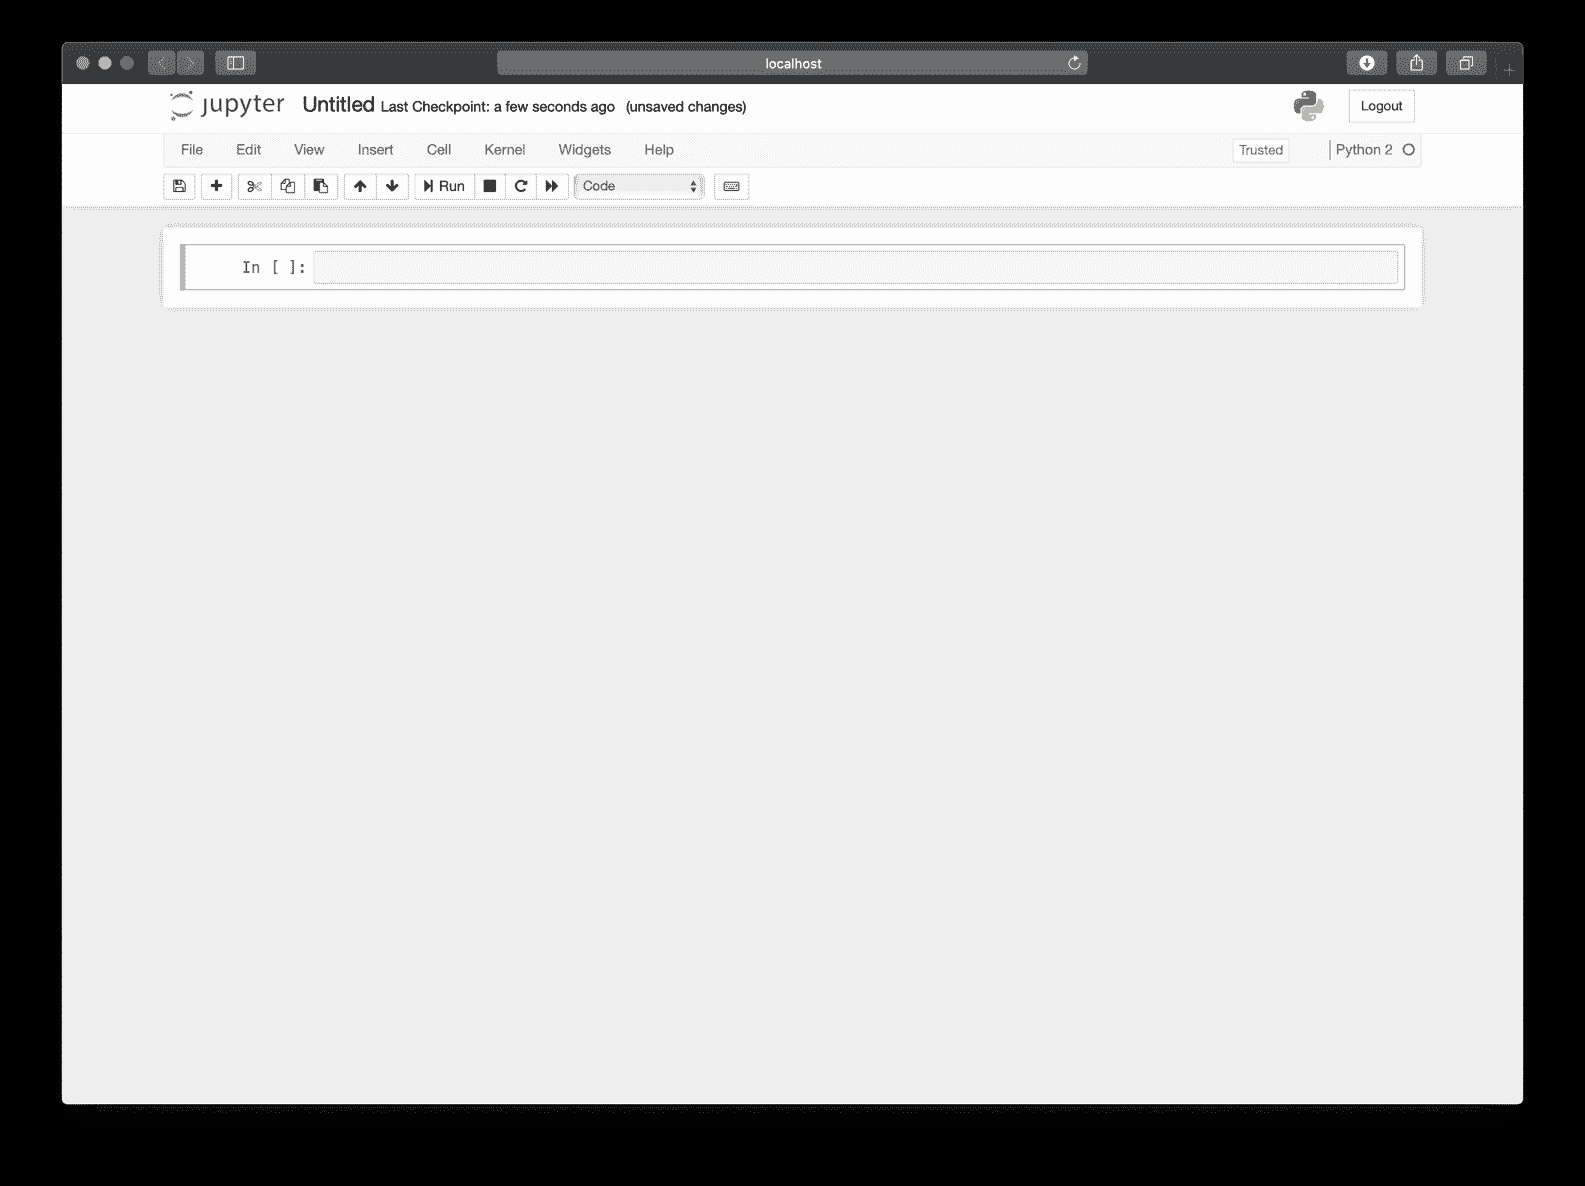 localhost
jupyter Untitled Last Checkpoint: a few seconds ago (unsaved changes) Logout
File Edit View Insert Cell Kernel Widgets Help Trusted Python 2
Run Code
In [ ]: